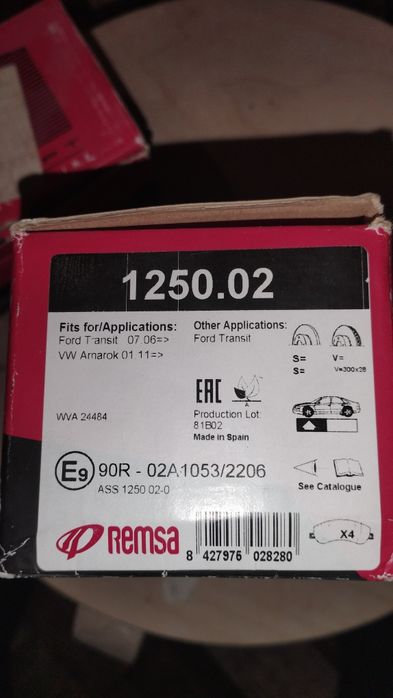 1250.02
Fits for/Applications:
Ford Transit 07.06=>
VW Amarok 01.11=>
Other Applications:
Ford Transit
S= V=
S= V=300x28
EAC
WVA 24484
Production Lot:
81B02
Made in Spain
E9 90R - 02A1053/2206
ASS 1250 02-0
See Catalogue
REMSA
8 427975 028280
X4